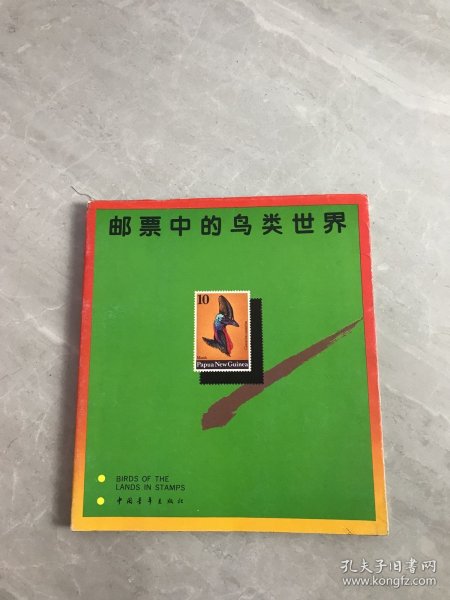 邮票中的鸟类世界
10
Muruk
Papua New Guinea
BIRDS OF THE
LANDS IN STAMPS
中国青年出版社
孔夫子旧书网
www.kongfz.com